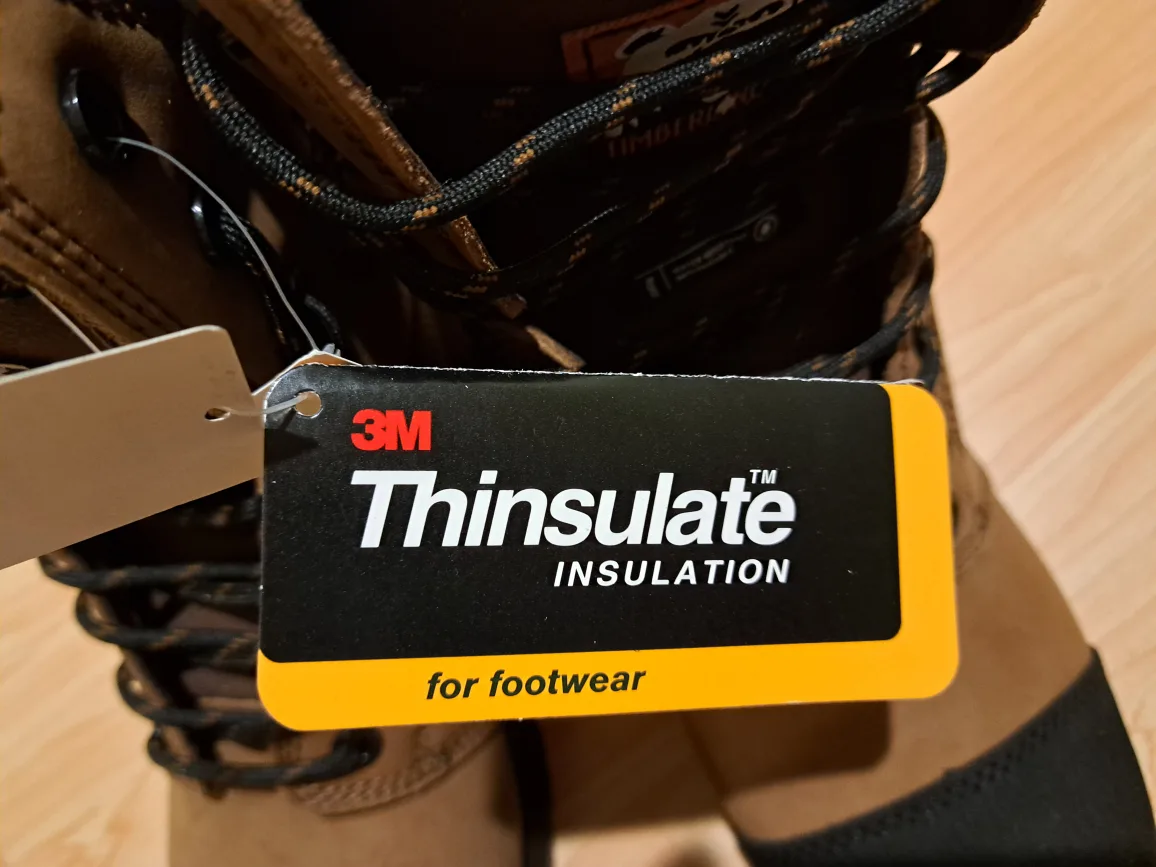 3M
Thinsulate™
INSULATION
for footwear